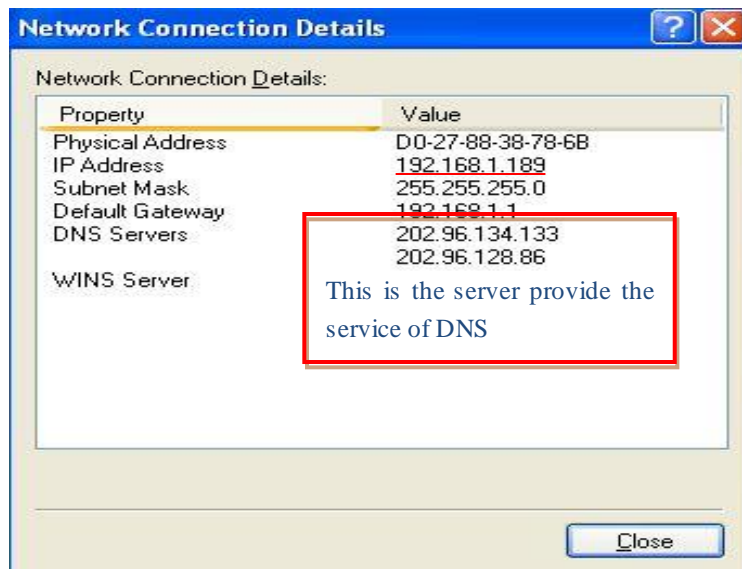 Network Connection Details
Network Connection Details:
Property Value
Physical Address D0-27-88-38-78-6B
IP Address 192.168.1.189
Subnet Mask 255.255.255.0
Default Gateway 192.168.1.1
DNS Servers 202.96.134.133
202.96.128.86
WINS Server
This is the server provide the
service of DNS
Close